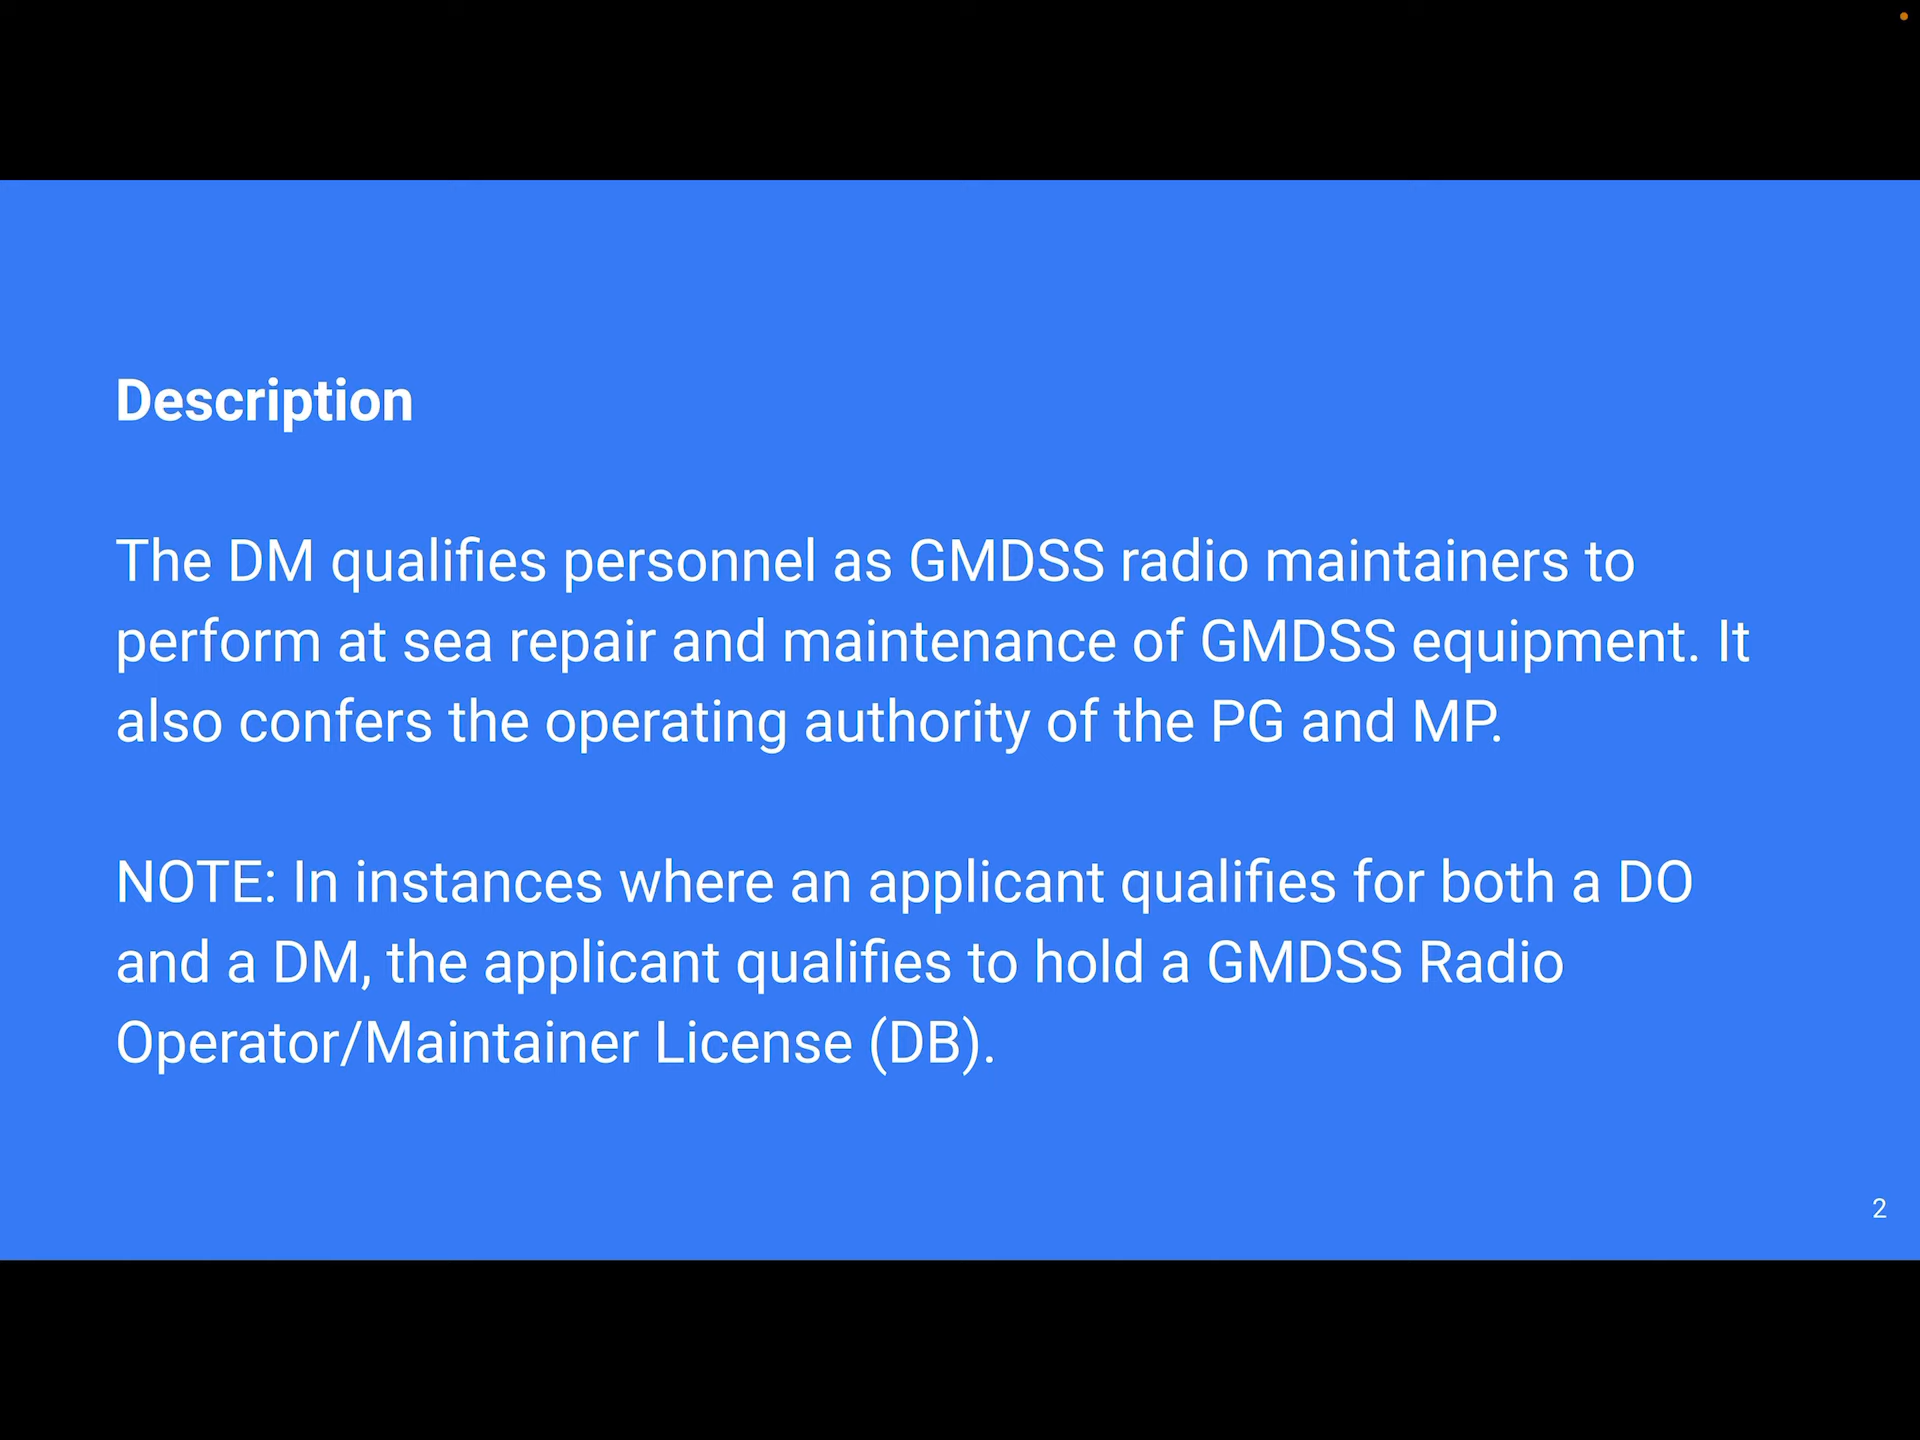 Description
The DM qualifies personnel as GMDSS radio maintainers to
perform at sea repair and maintenance of GMDSS equipment. It
also confers the operating authority of the PG and MP.
NOTE: In instances where an applicant qualifies for both a DO
and a DM, the applicant qualifies to hold a GMDSS Radio
Operator/Maintainer License (DB).
2